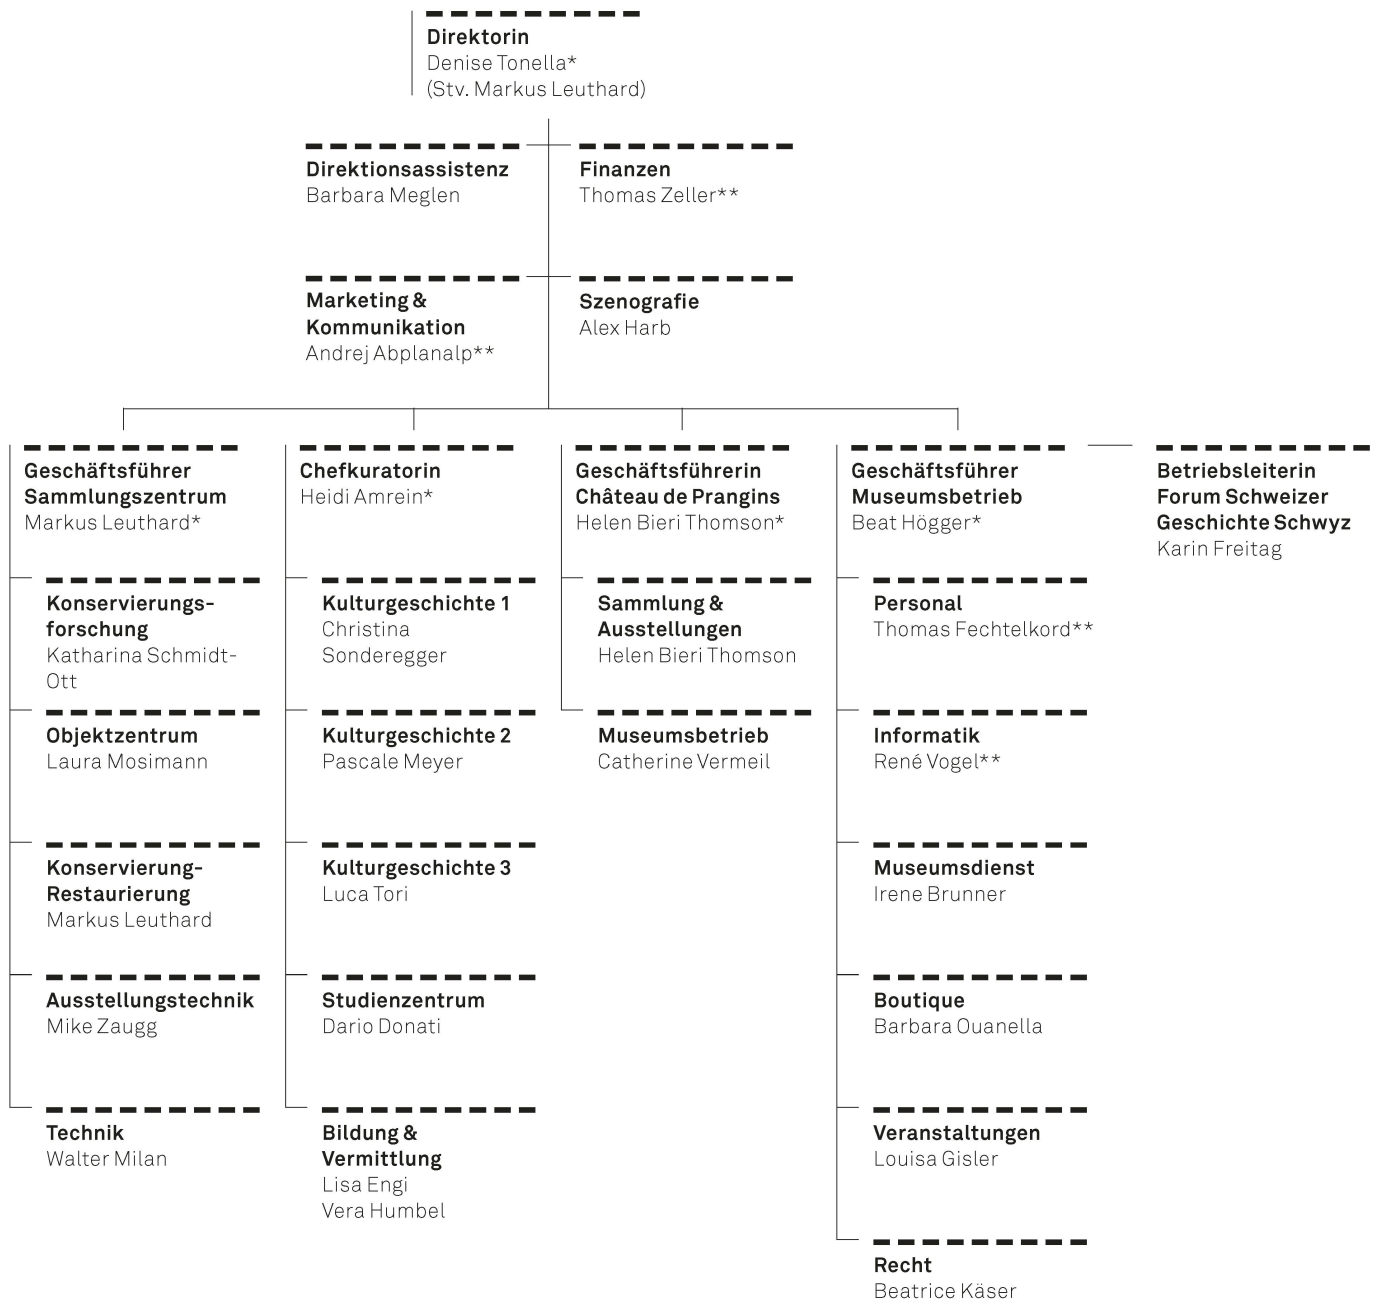 Direktorin
Denise Tonella*
(Stv. Markus Leuthard)
Direktionsassistenz
Barbara Meglen
Finanzen
Thomas Zeller**
Marketing &
Kommunikation
Andrej Abplanalp**
Szenografie
Alex Harb
Geschäftsführer
Sammlungszentrum
Markus Leuthard*
Konservierungs-
forschung
Katharina Schmidt-
Ott
Objektzentrum
Laura Mosimann
Konservierung-
Restaurierung
Markus Leuthard
Ausstellungstechnik
Mike Zaugg
Technik
Walter Milan
Chefkuratorin
Heidi Amrein*
Kulturgeschichte 1
Christina
Sonderegger
Kulturgeschichte 2
Pascale Meyer
Kulturgeschichte 3
Luca Tori
Studienzentrum
Dario Donati
Bildung &
Vermittlung
Lisa Engi
Vera Humbel
Geschäftsführerin
Château de Prangins
Helen Bieri Thomson*
Sammlung &
Ausstellungen
Helen Bieri Thomson
Museumsbetrieb
Catherine Vermeil
Geschäftsführer
Museumsbetrieb
Beat Högger*
Personal
Thomas Fechtelkord**
Informatik
René Vogel**
Museumsdienst
Irene Brunner
Boutique
Barbara Ouanella
Veranstaltungen
Louisa Gisler
Recht
Beatrice Käser
Betriebsleiterin
Forum Schweizer
Geschichte Schwyz
Karin Freitag